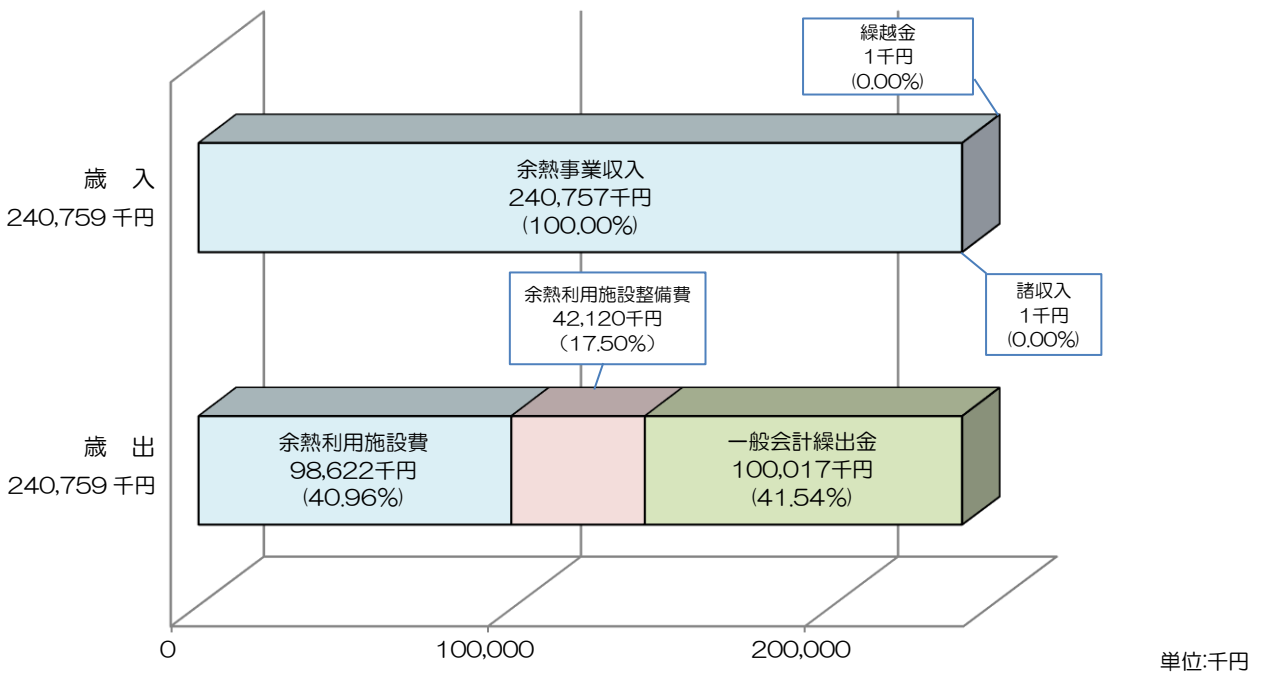 繰越金
1千円
(0.00%)
余熱事業収入
240,757千円
(100.00%)
歳　入
240,759 千円
諸収入
1千円
(0.00%)
余熱利用施設整備費
42,120千円
（17.50%）
歳　出
240,759 千円
余熱利用施設費
98,622千円
(40.96%)
一般会計繰出金
100,017千円
(41.54%)
0
100,000
200,000
単位:千円